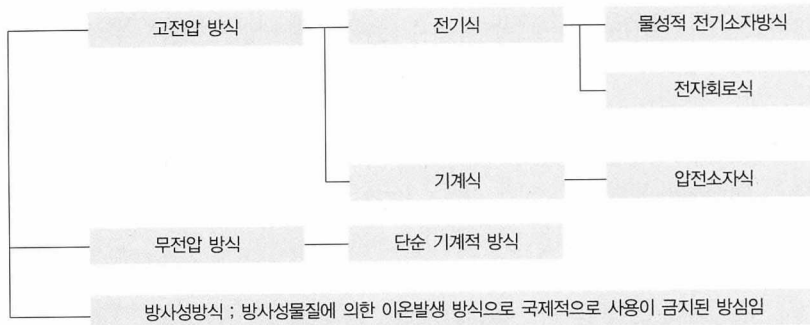 고전압 방식
전기식
물성적 전기소자방식
전자회로식
기계식
압전소자식
무전압 방식
단순 기계적 방식
방사성방식 ; 방사성물질에 의한 이온발생 방식으로 국제적으로 사용이 금지된 방심임